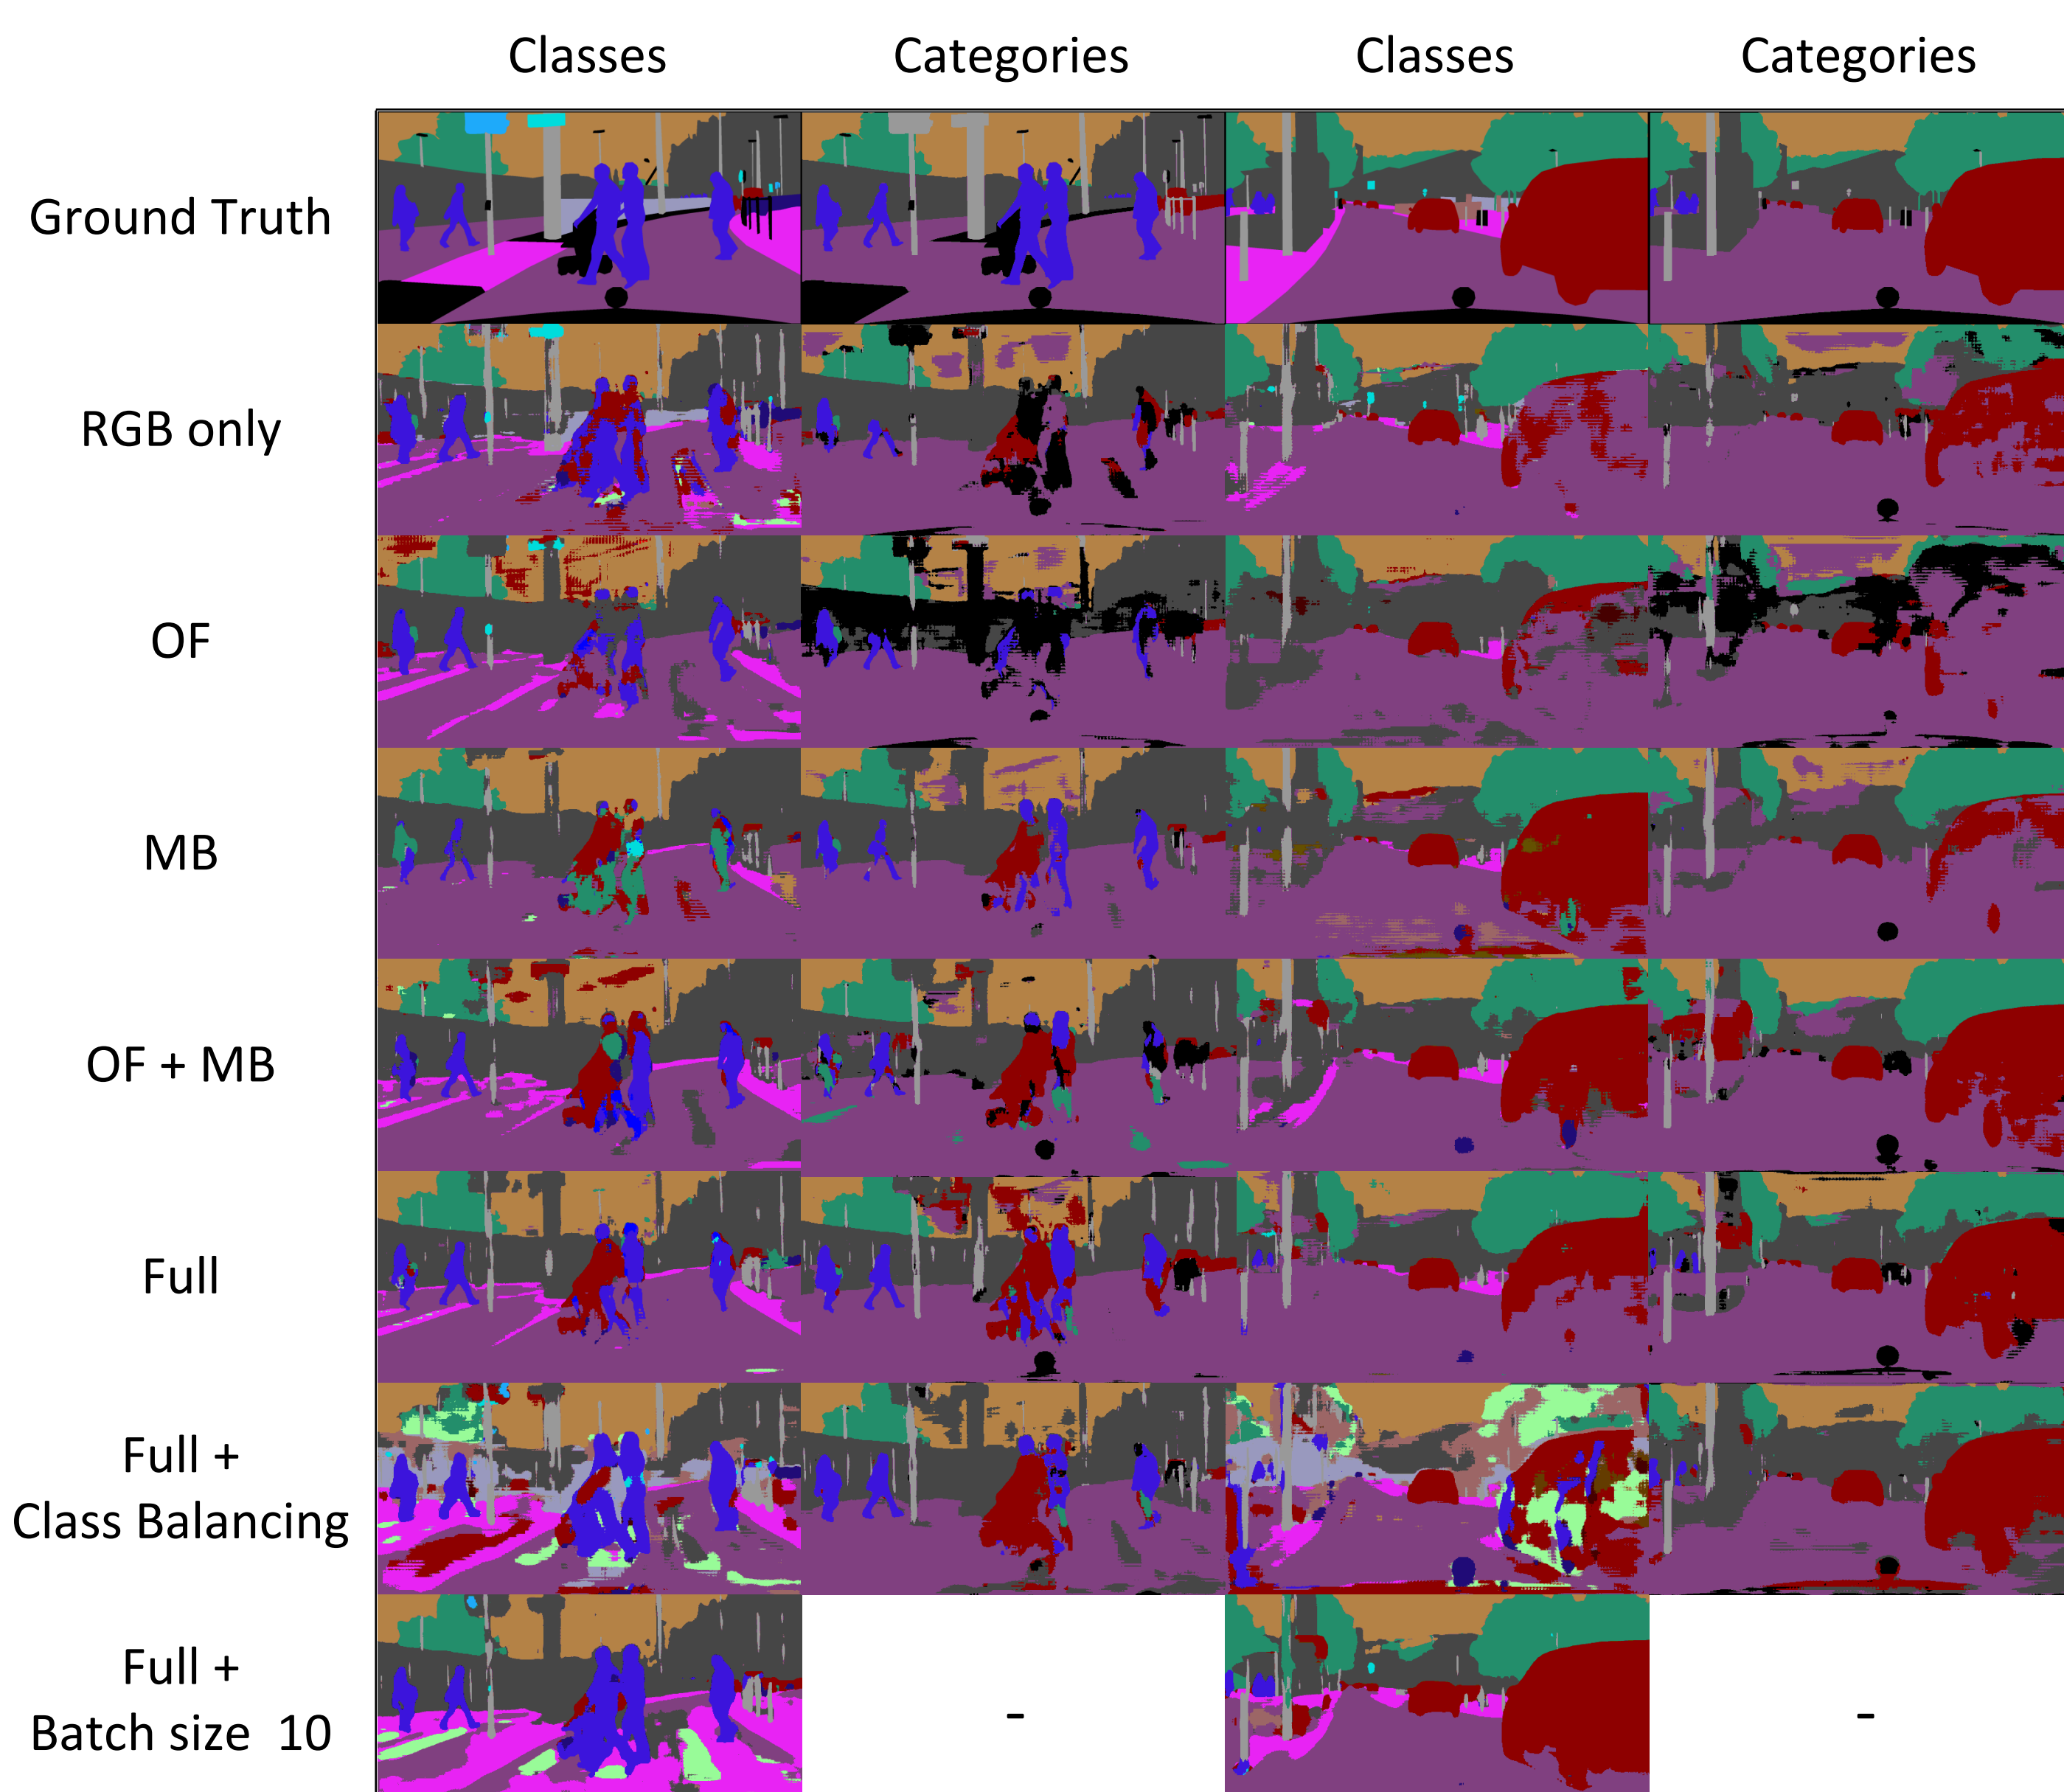 Classes Categories Classes Categories
Ground Truth
RGB only
OF
MB
OF + MB
Full
Full +
Class Balancing
Full +
Batch size 10
- -